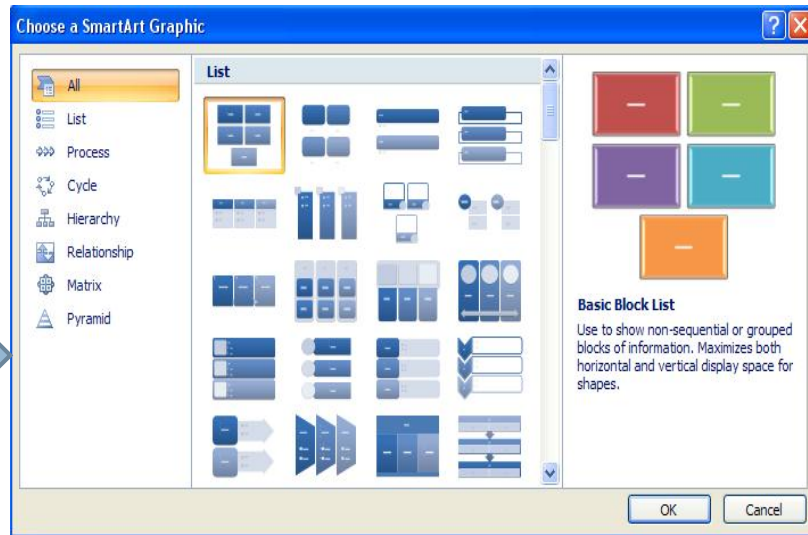 Choose a SmartArt Graphic
All
List
Process
Cycle
Hierarchy
Relationship
Matrix
Pyramid
List
Basic Block List
Use to show non-sequential or grouped
blocks of information. Maximizes both
horizontal and vertical display space for
shapes.
OK
Cancel